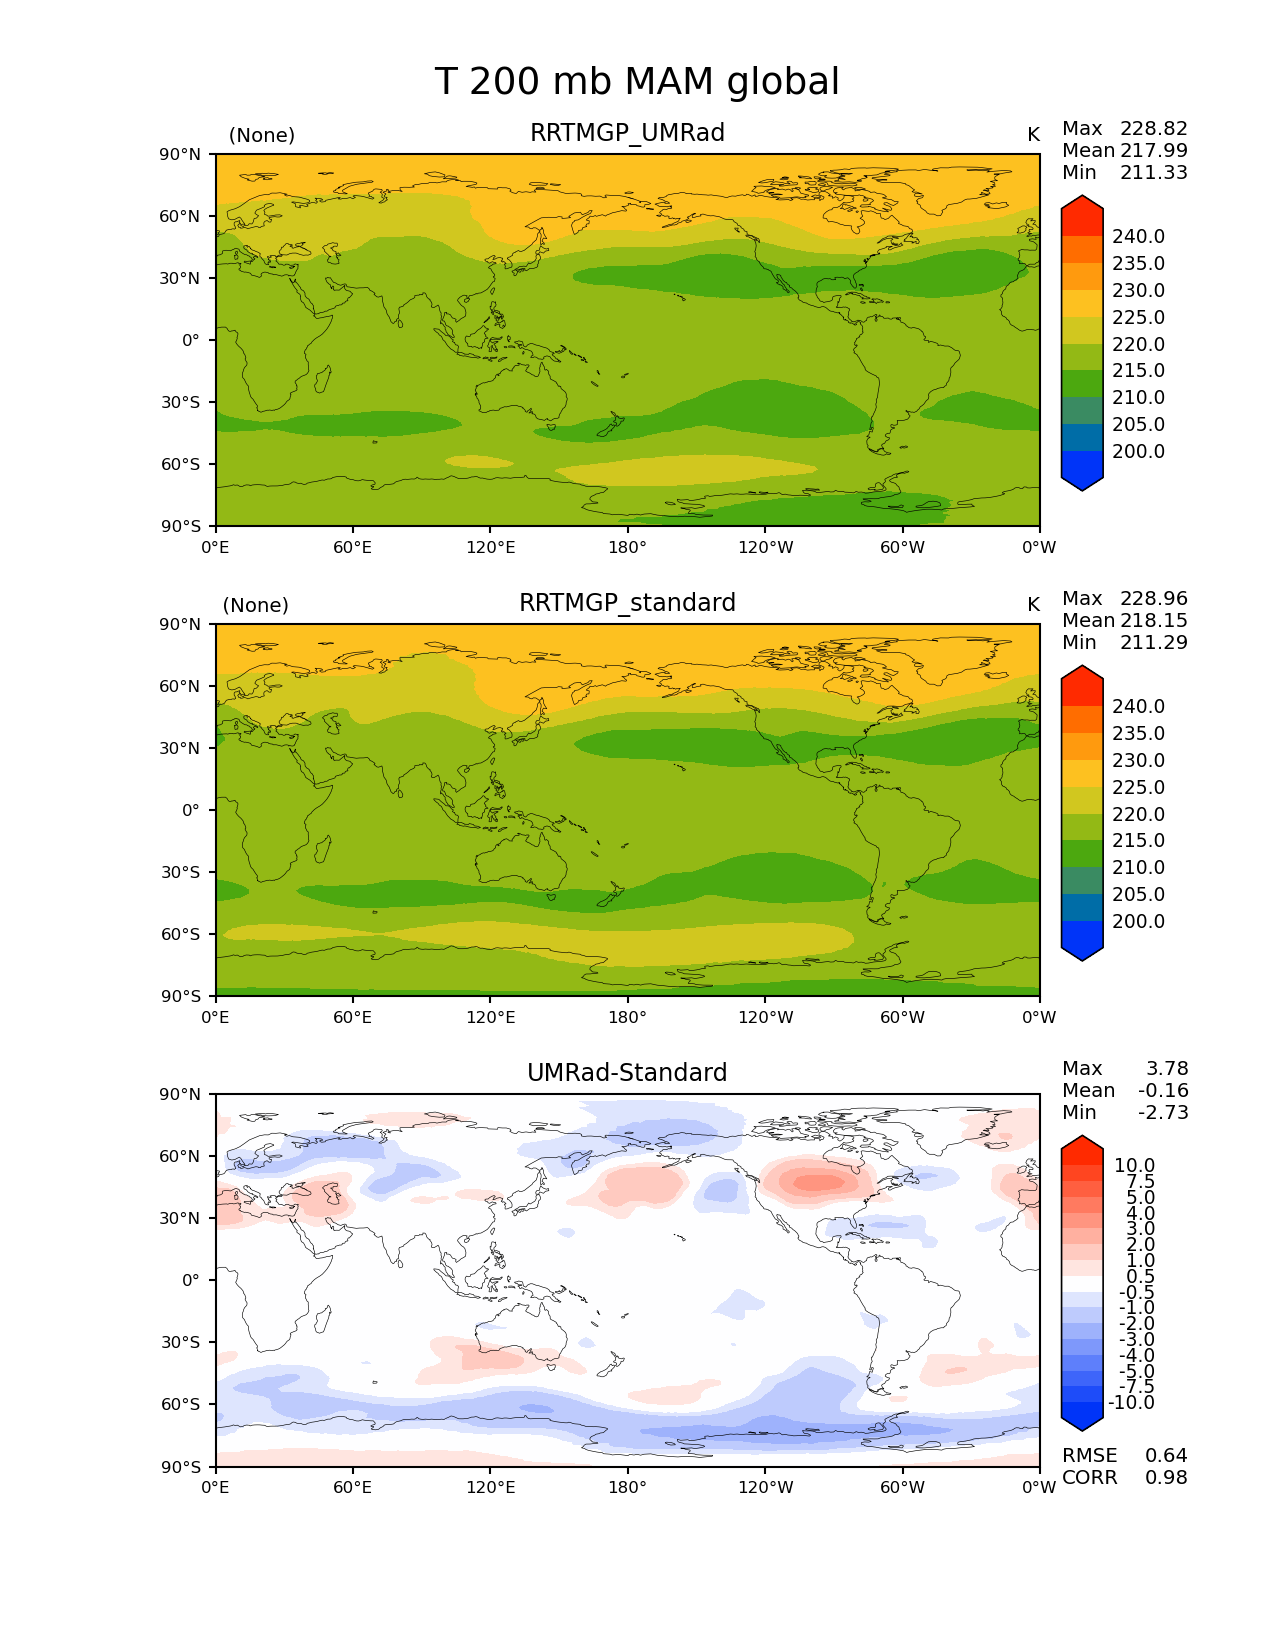 T 200 mb MAM global
(None) RRTMGP_UMRad K
Max 228.82
Mean 217.99
Min 211.33
90°N
60°N
30°N
0°
30°S
60°S
90°S
0°E 60°E 120°E 180° 120°W 60°W 0°W
240.0
235.0
230.0
225.0
220.0
215.0
210.0
205.0
200.0
(None) RRTMGP_standard K
Max 228.96
Mean 218.15
Min 211.29
90°N
60°N
30°N
0°
30°S
60°S
90°S
0°E 60°E 120°E 180° 120°W 60°W 0°W
240.0
235.0
230.0
225.0
220.0
215.0
210.0
205.0
200.0
UMRad-Standard
Max 3.78
Mean -0.16
Min -2.73
90°N
60°N
30°N
0°
30°S
60°S
90°S
0°E 60°E 120°E 180° 120°W 60°W 0°W
10.0
7.5
5.0
4.0
3.0
2.0
1.0
0.5
-0.5
-1.0
-2.0
-3.0
-4.0
-5.0
-7.5
-10.0
RMSE 0.64
CORR 0.98